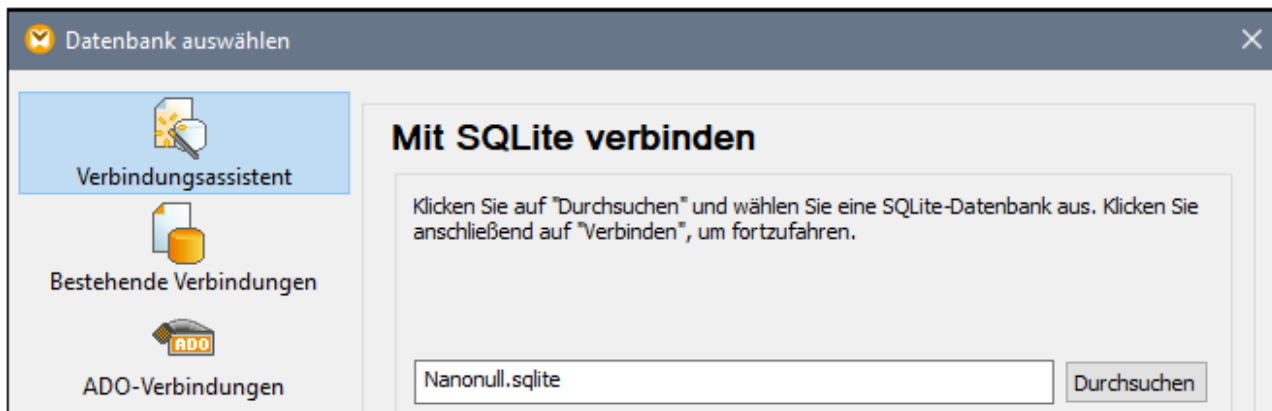 Datenbank auswählen
Verbindungsassistent
Bestehende Verbindungen
ADO
ADO-Verbindungen
Mit SQLite verbinden
Klicken Sie auf "Durchsuchen" und wählen Sie eine SQLite-Datenbank aus. Klicken Sie
anschließend auf "Verbinden", um fortzufahren.
Nanonull.sqlite
Durchsuchen